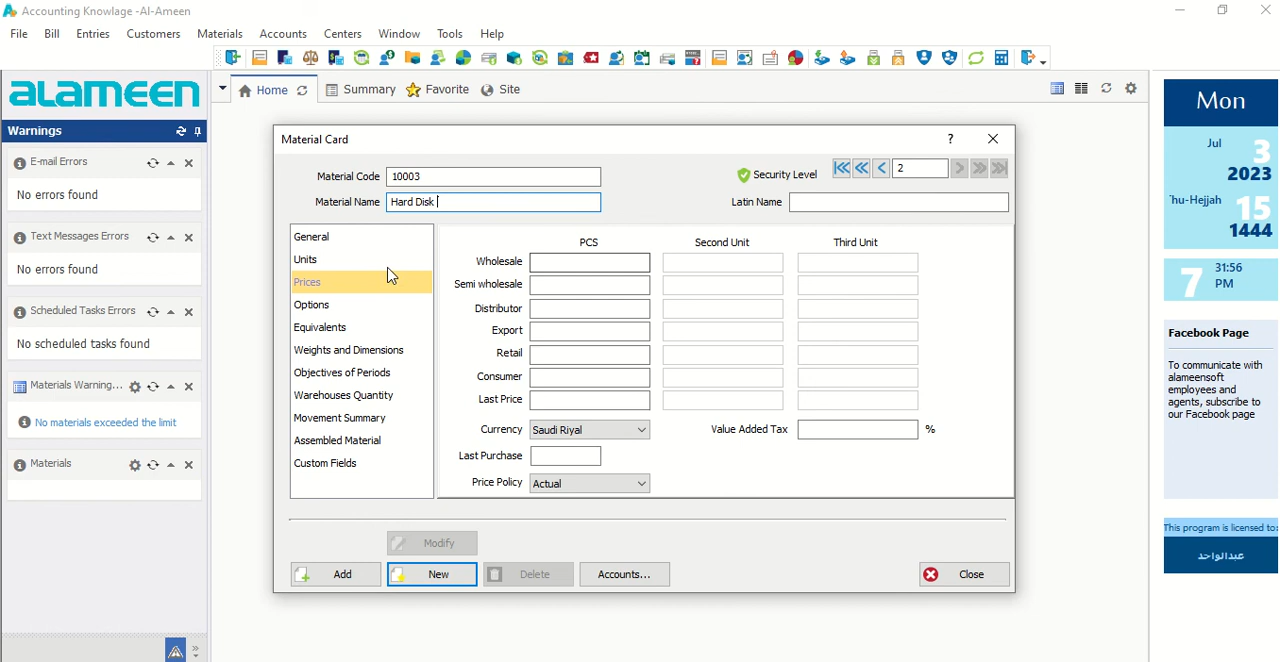 Accounting Knowlage -Al-Ameen
File Bill Entries Customers Materials Accounts Centers Window Tools Help
ALAMEEN
Home Summary Favorite Site
Warnings
E-mail Errors
No errors found
Text Messages Errors
No errors found
Scheduled Tasks Errors
No scheduled tasks found
Materials Warning...
No materials exceeded the limit
Materials
Material Card
?
Material Code 10003
Security Level
2
Material Name Hard Disk
Latin Name
General
Units
Prices
Options
Equivalents
Weights and Dimensions
Objectives of Periods
Warehouses Quantity
Movement Summary
Assembled Material
Custom Fields
PCS Second Unit Third Unit
Wholesale
Semi wholesale
Distributor
Export
Retail
Consumer
Last Price
Currency Saudi Riyal Value Added Tax %
Last Purchase
Price Policy Actual
Modify
Add New Delete Accounts... Close
Mon
Jul 3
2023
'hu-Hejjah 15
1444
7 31:56
PM
Facebook Page
To communicate with
alameensoft
employees and
agents, subscribe to
our Facebook page
This program is licensed to:
عبدالواحد